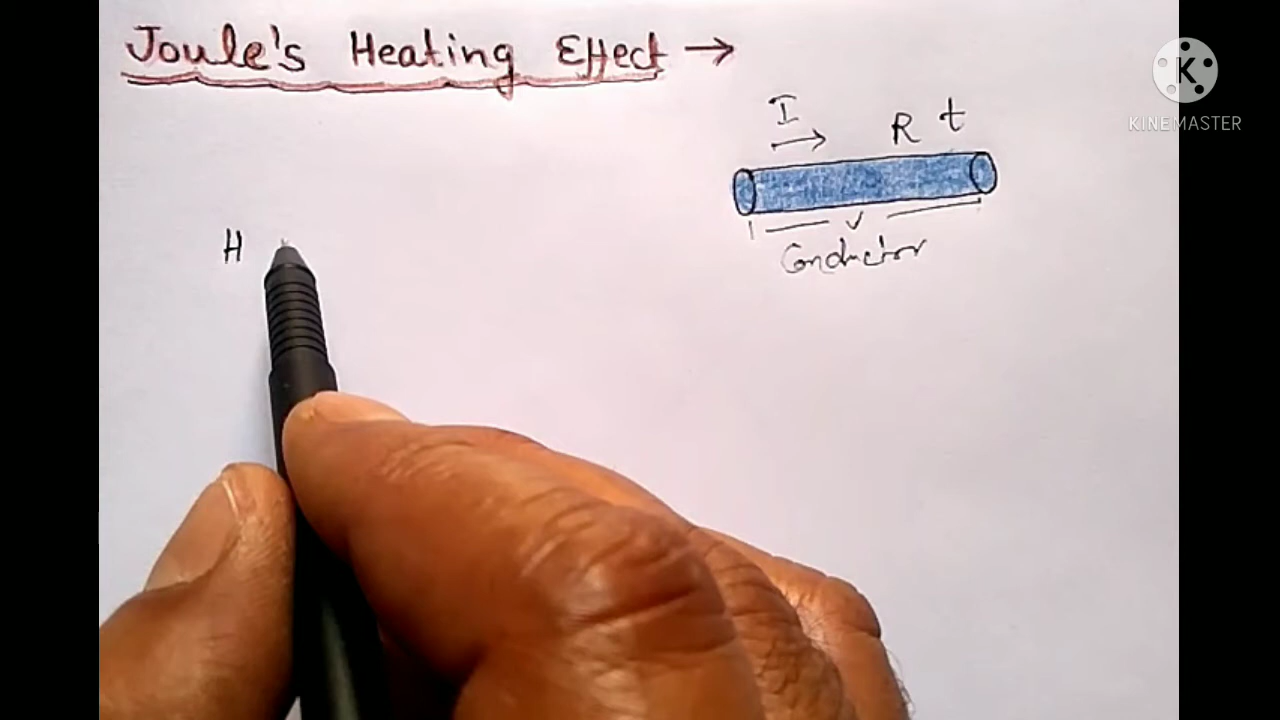 Joule's Heating Effect →
K
KINEMASTER
I R t
→
V
Conductor
H